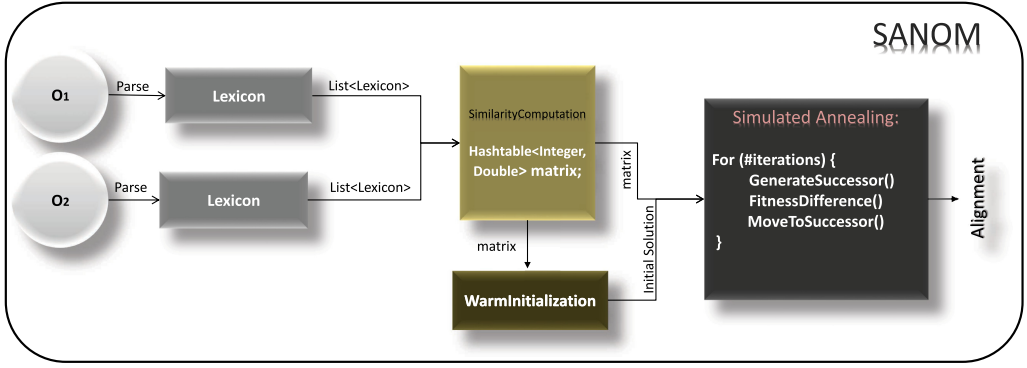 SANOM
O1
Parse
Lexicon
List<Lexicon>
O2
Parse
Lexicon
List<Lexicon>
SimilarityComputation
Hashtable<Integer,
Double> matrix;
matrix
matrix
WarmInitialization
Initial Solution
Simulated Annealing:
For (#iterations) {
GenerateSuccessor()
FitnessDifference()
MoveToSuccessor()
}
Alignment